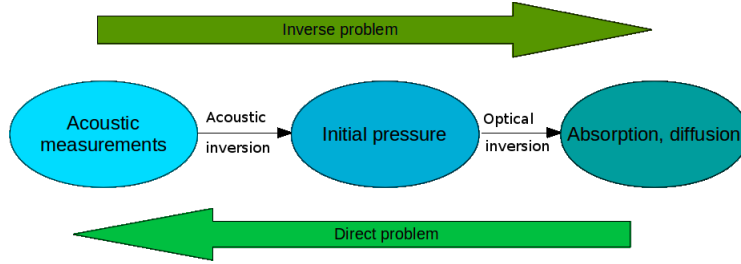 Inverse problem
Acoustic
measurements
Acoustic
inversion
Initial pressure
Optical
inversion
Absorption, diffusion
Direct problem